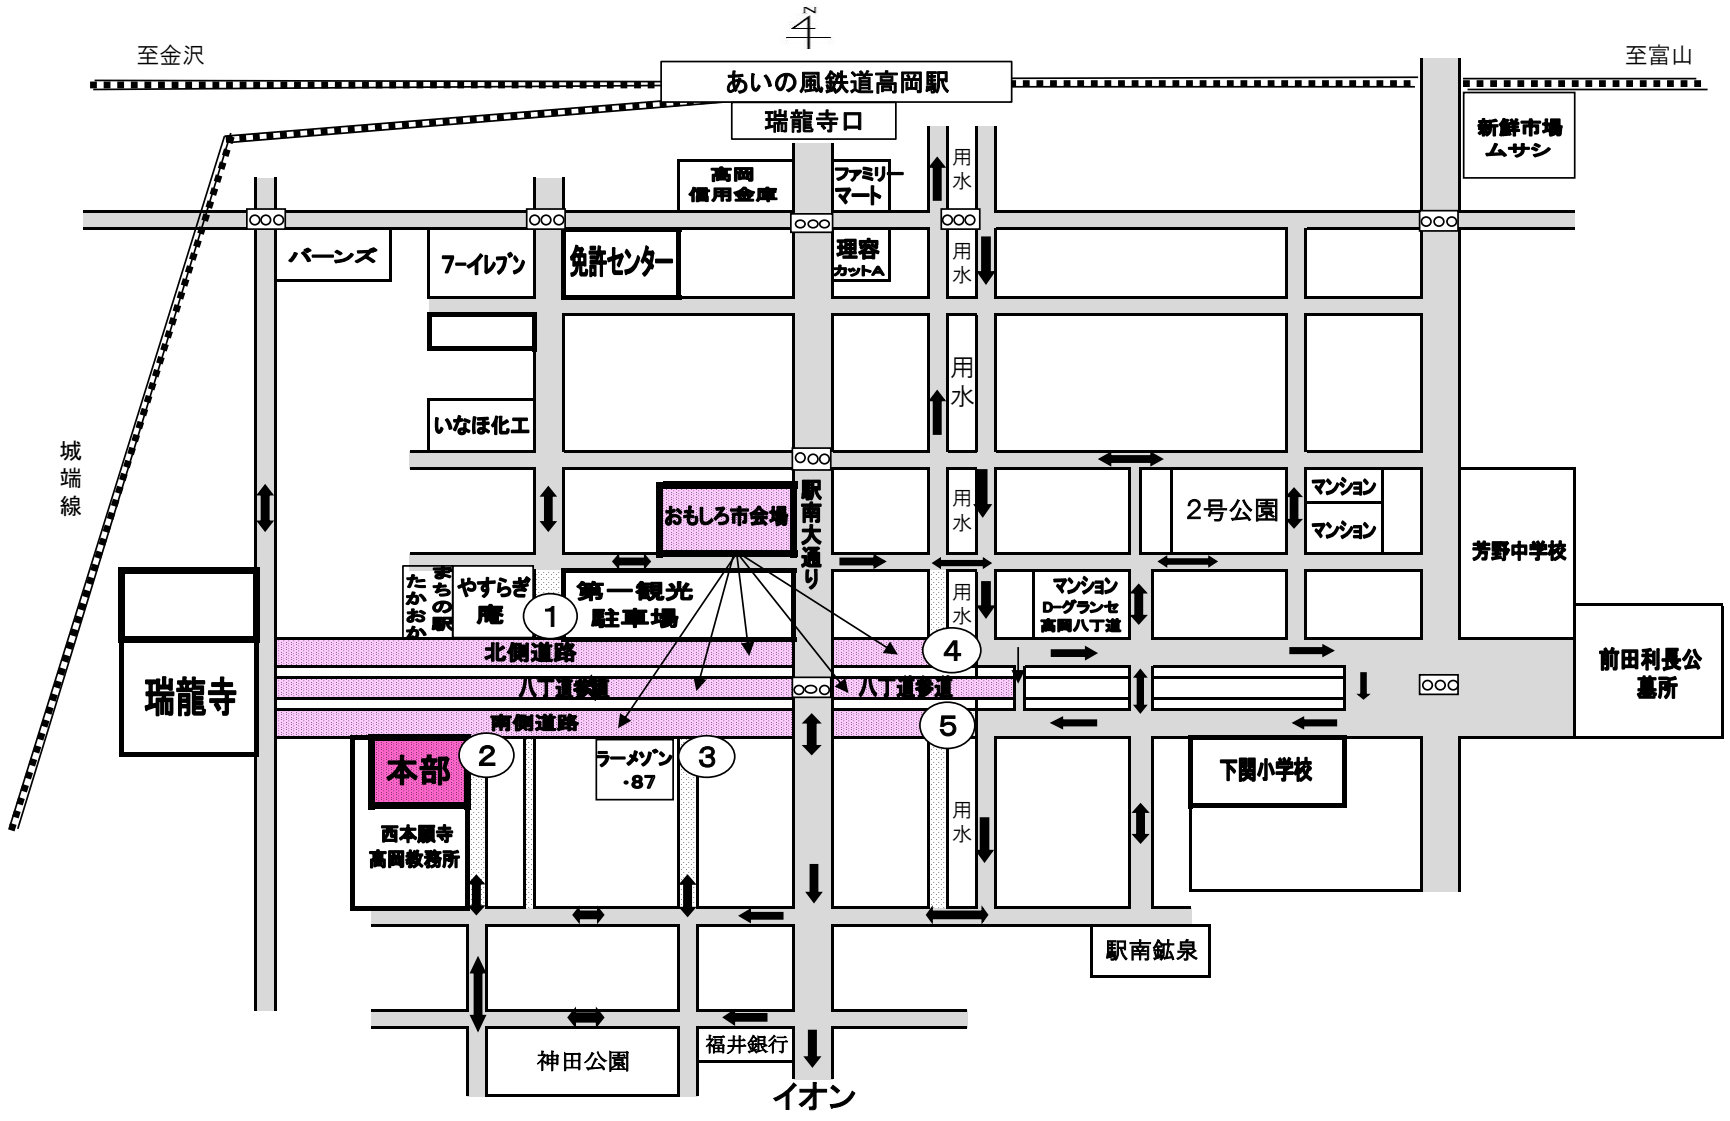 N
至金沢
至富山
あいの風鉄道高岡駅
瑞龍寺口
新鮮市場
ムサシ
用水
高岡
信用金庫
ファミリー
マート
バーンズ
7ーイレブン
免許センター
理容
カットA
用水
用水
いなほ化工
城端線
おもしろ市会場
駅南大通り
用水
2号公園
マンション
マンション
芳野中学校
まちの駅
たかおか
やすらぎ
庵
1
第一観光
駐車場
用水
マンション
D-グランセ
高岡八丁道
北側道路
4
前田利長公
墓所
瑞龍寺
八丁道参道
八丁道参道
南側道路
5
本部
2
ラーメゾン
・87
3
下関小学校
用水
西本願寺
高岡教務所
駅南鉱泉
福井銀行
神田公園
イオン